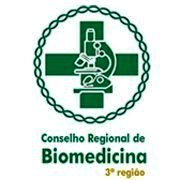 Conselho Regional de
Biomedicina
3ª região